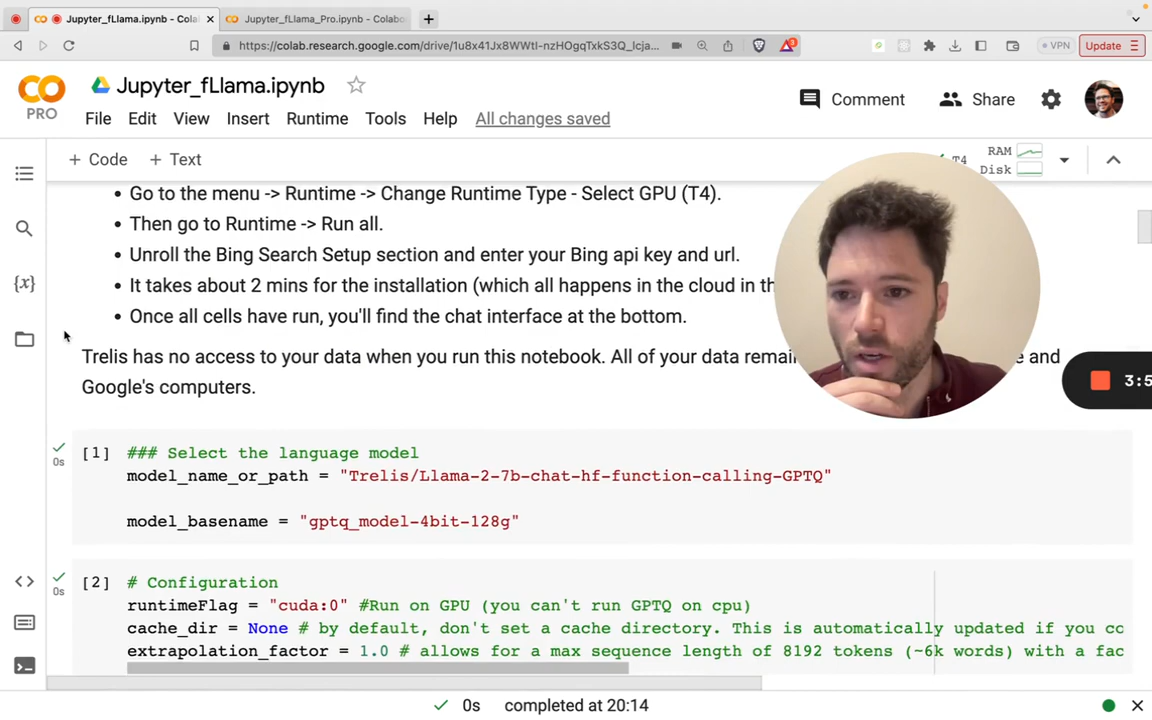 Jupyter_fLlama.ipynb - Cola
Jupyter_fLlama_Pro.ipynb - Colabo
https://colab.research.google.com/drive/1u8x41Jx8WWtI-nzHOgqTxkS3Q_Icja...
VPN
Update
Jupyter_fLlama.ipynb
PRO
File Edit View Insert Runtime Tools Help All changes saved
Comment Share
+ Code + Text
T4 RAM
Disk
• Go to the menu -> Runtime -> Change Runtime Type - Select GPU (T4).
• Then go to Runtime -> Run all.
• Unroll the Bing Search Setup section and enter your Bing api key and url.
• It takes about 2 mins for the installation (which all happens in the cloud in th
• Once all cells have run, you'll find the chat interface at the bottom.
Trelis has no access to your data when you run this notebook. All of your data remai and
Google's computers.
3:5
0s
[1] ### Select the language model
model_name_or_path = "Trelis/Llama-2-7b-chat-hf-function-calling-GPTQ"
model_basename = "gptq_model-4bit-128g"
0s
[2] # Configuration
runtimeFlag = "cuda:0" #Run on GPU (you can't run GPTQ on cpu)
cache_dir = None # by default, don't set a cache directory. This is automatically updated if you cc
extrapolation_factor = 1.0 # allows for a max sequence length of 8192 tokens (~6k words) with a fac
0s completed at 20:14